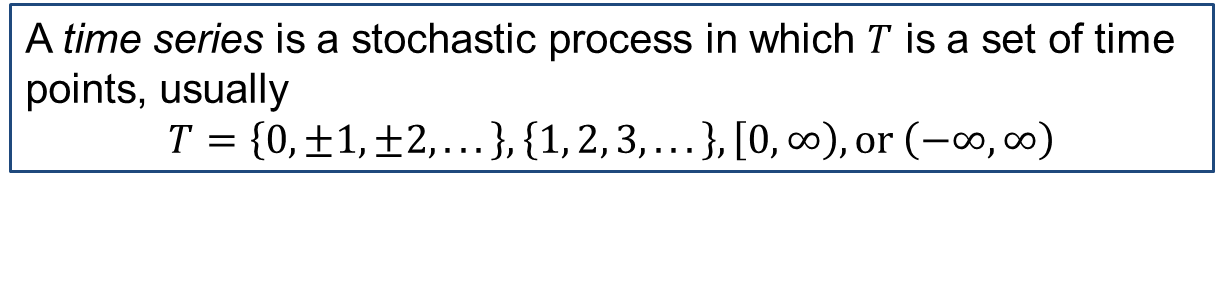 A time series is a stochastic process in which 𝑇 is a set of time
points, usually
𝑇 = {0, ±1, ±2, ... }, {1, 2, 3, ... }, [0, ∞), or (−∞, ∞)